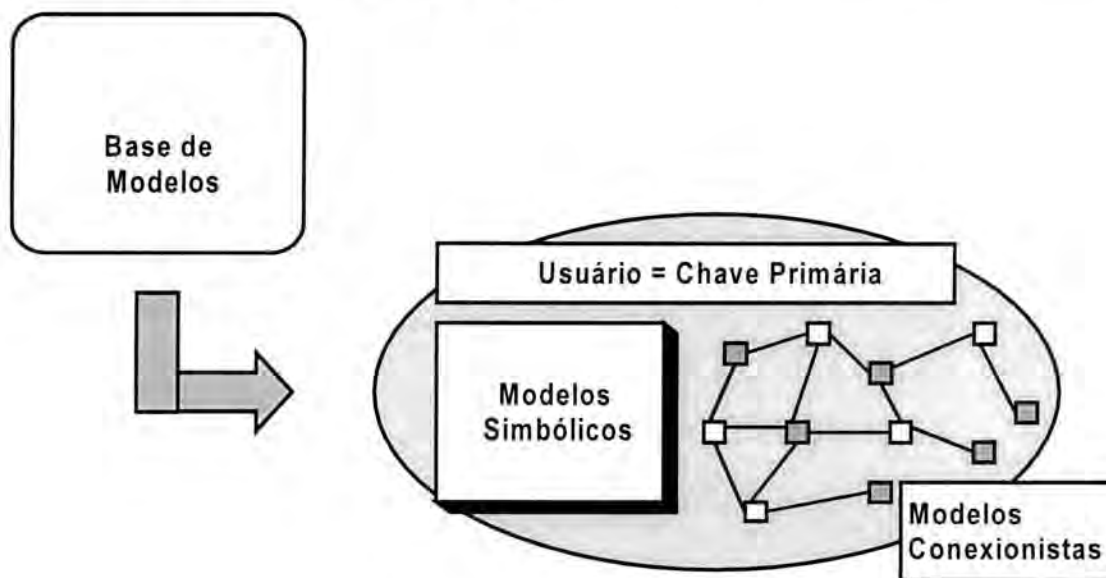 Base de
Modelos
Usuário = Chave Primária
Modelos
Simbólicos
Modelos
Conexionistas